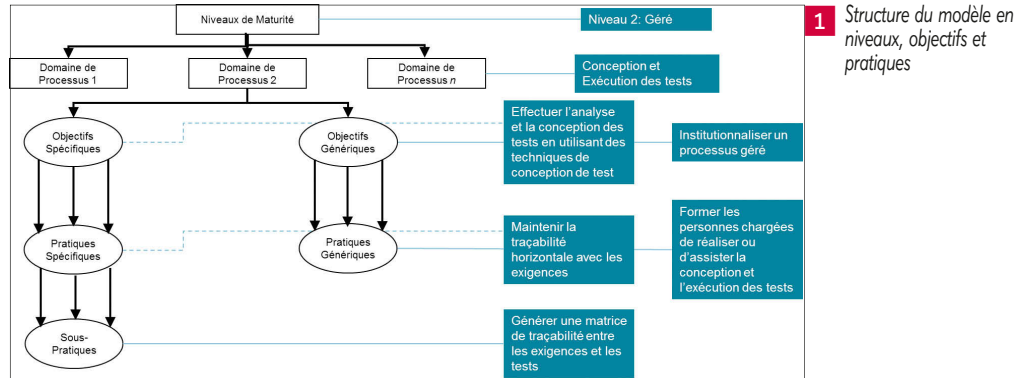 Niveaux de Maturité
Niveau 2: Géré
1
Structure du modèle en
niveaux, objectifs et
pratiques
Domaine de
Processus 1
Domaine de
Processus 2
Domaine de
Processus n
Conception et
Exécution des tests
Objectifs
Spécifiques
Objectifs
Génériques
Effectuer l'analyse
et la conception des
tests en utilisant des
techniques de
conception de test
Institutionnaliser un
processus géré
Pratiques
Spécifiques
Pratiques
Génériques
Maintenir la
traçabilité
horizontale avec les
exigences
Former les
personnes chargées
de réaliser ou
d'assister la
conception et
l'exécution des tests
Sous-
Pratiques
Générer une matrice
de traçabilité entre
les exigences et les
tests